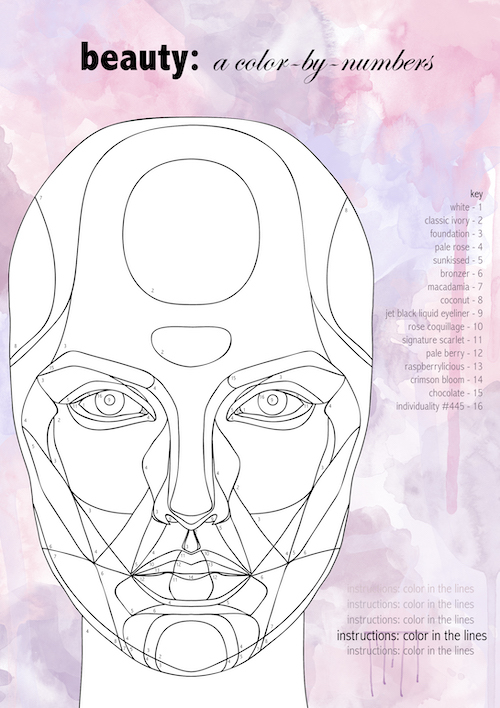 beauty: a color-by-numbers
key
white - 1
classic ivory - 2
foundation - 3
pale rose - 4
sunkissed - 5
bronzer - 6
macadamia - 7
coconut - 8
jet black liquid eyeliner - 9
rose coquillage - 10
signature scarlet - 11
pale berry - 12
raspberrylicious - 13
crimson bloom - 14
chocolate - 15
individuality #445 - 16
instructions: color in the lines
instructions: color in the lines
instructions: color in the lines
instructions: color in the lines
instructions: color in the lines